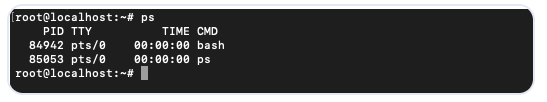 [root@localhost:~# ps
    PID TTY          TIME CMD
  84942 pts/0    00:00:00 bash
  85053 pts/0    00:00:00 ps
root@localhost:~#